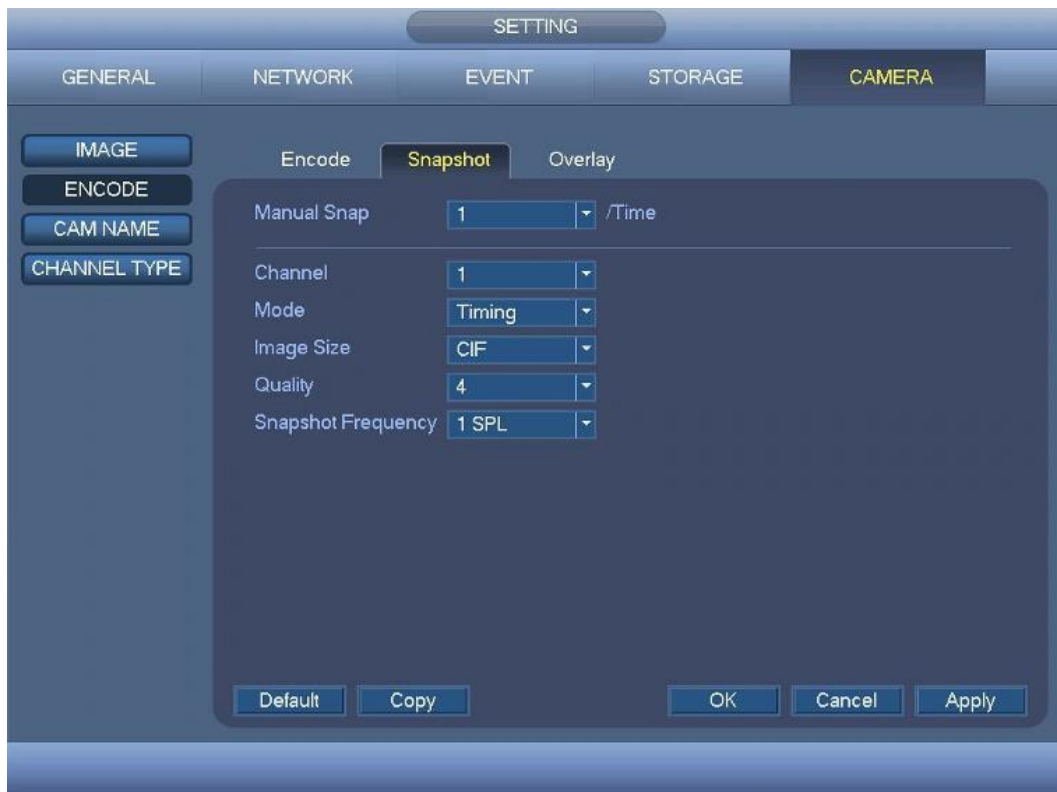 SETTING
GENERAL NETWORK EVENT STORAGE CAMERA
IMAGE
ENCODE
CAM NAME
CHANNEL TYPE
Encode Snapshot Overlay
Manual Snap 1 /Time
Channel 1
Mode Timing
Image Size CIF
Quality 4
Snapshot Frequency 1 SPL
Default Copy OK Cancel Apply